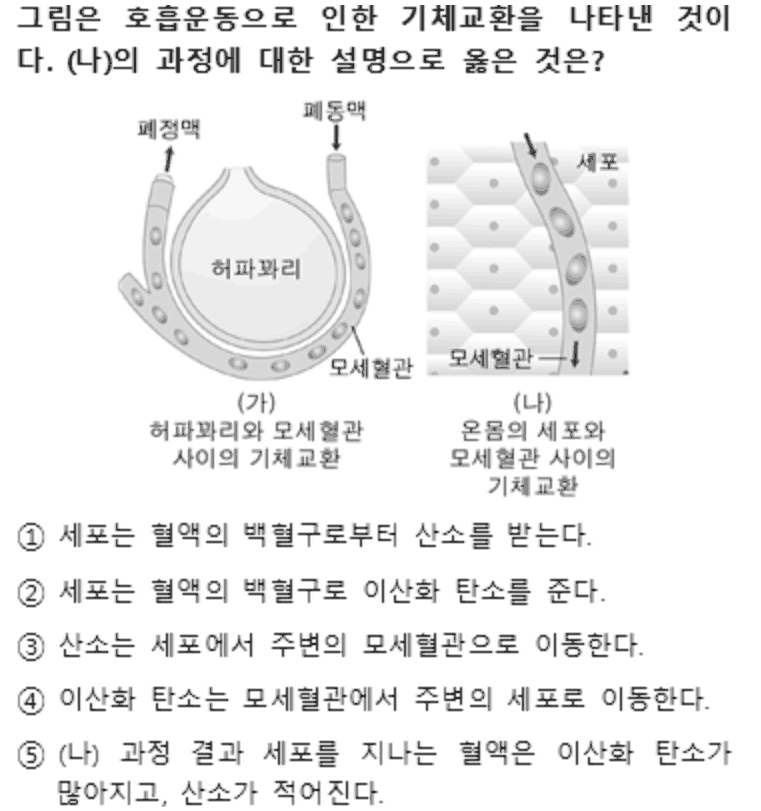 그림은 호흡운동으로 인한 기체교환을 나타낸 것이
다. (나)의 과정에 대한 설명으로 옳은 것은?
폐정맥
폐동맥
허파꽈리
모세혈관
(가)
허파꽈리와 모세혈관
사이의 기체교환
세포
모세혈관
(나)
온몸의 세포와
모세혈관 사이의
기체교환
① 세포는 혈액의 백혈구로부터 산소를 받는다.
② 세포는 혈액의 백혈구로 이산화 탄소를 준다.
③ 산소는 세포에서 주변의 모세혈관으로 이동한다.
④ 이산화 탄소는 모세혈관에서 주변의 세포로 이동한다.
⑤ (나) 과정 결과 세포를 지나는 혈액은 이산화 탄소가
많아지고, 산소가 적어진다.